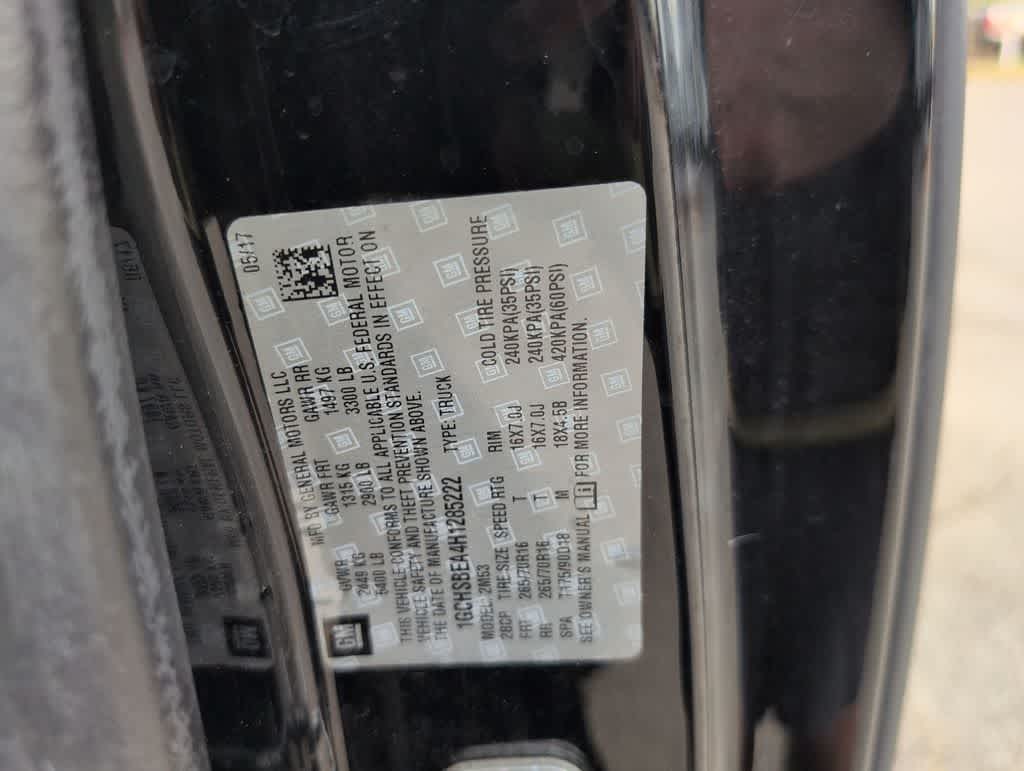 MFD BY GENERAL MOTORS LLC
05/17
GVWR GAWR FRT GAWR RR
2449 KG 1315 KG 1497 KG
5400 LB 2900 LB 3300 LB
THIS VEHICLE CONFORMS TO ALL APPLICABLE U.S. FEDERAL MOTOR
VEHICLE SAFETY AND THEFT PREVENTION STANDARDS IN EFFECT ON
THE DATE OF MANUFACTURE SHOWN ABOVE.
1GCHSBEA4H1285222 TYPE: TRUCK
MODEL: 2M53
28CP TIRE SIZE SPEED RTG RIM COLD TIRE PRESSURE
FRT 265/70R16 T 16X7.0J 240KPA(35PSI)
RR 265/70R16 T 16X7.0J 240KPA(35PSI)
SPA T175/90D18 M 18X4.5B 420KPA(60PSI)
SEE OWNER'S MANUAL i FOR MORE INFORMATION.
GM